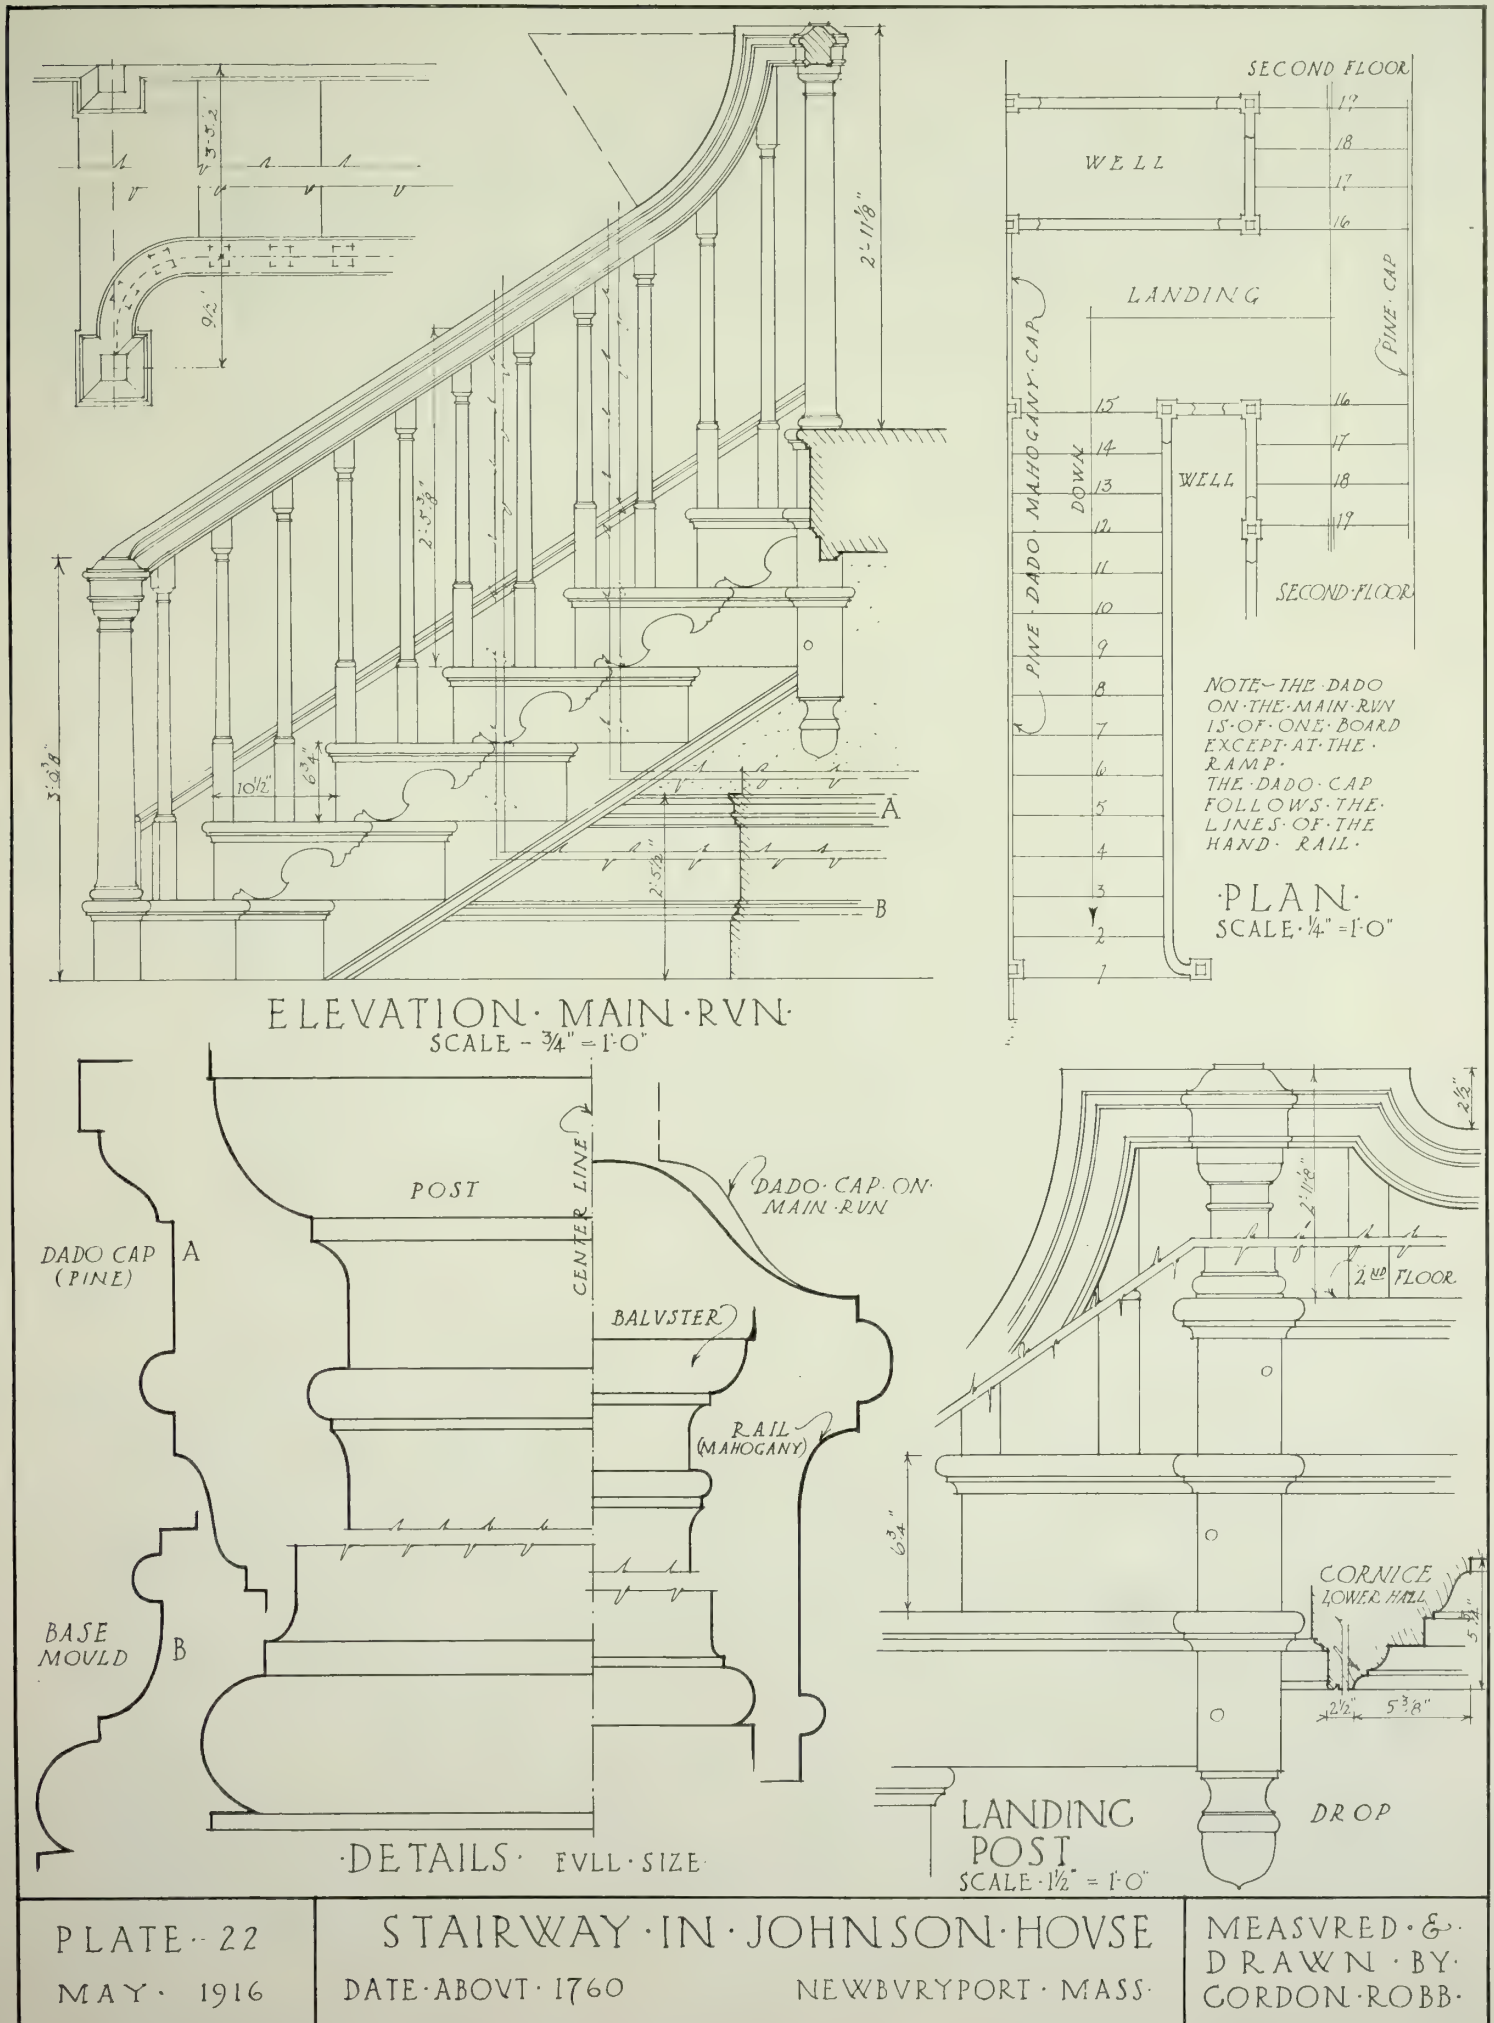 3'-5½"
9½"
2'-11⅛"
2'-5⅜"
3'-0⅜"
10½"
6¾"
2'-5½"
A
B
ELEVATION · MAIN · RVN ·
SCALE - ¾" = 1'-0"
SECOND FLOOR
19
18
17
16
WELL
LANDING
PINE · CAP
PINE · DADO · MAHOGANY · CAP
DOWN
15
14
13
12
11
10
9
8
7
6
5
4
3
2
1
WELL
16
17
18
19
SECOND · FLOOR
NOTE ~ THE · DADO
ON · THE · MAIN · RVN
IS · OF · ONE · BOARD
EXCEPT · AT · THE ·
RAMP ·
THE · DADO · CAP
FOLLOWS · THE ·
LINES · OF · THE
HAND · RAIL ·
· PLAN ·
SCALE · ¼" = 1'-0"
POST
CENTER LINE
DADO · CAP · ON ·
MAIN · RVN
DADO CAP
(PINE)
A
BALVSTER
RAIL
(MAHOGANY)
BASE
MOVLD
B
· DETAILS · FVLL · SIZE ·
2½"
2'-11⅛"
2ND FLOOR
6¾"
CORNICE
LOWER HALL
5¾"
2½"
5⅜"
LANDING
POST
SCALE · 1½" = 1'-0"
DROP
PLATE · 22
MAY · 1916
STAIRWAY · IN · JOHNSON · HOVSE
DATE · ABOVT · 1760
NEWBVRYPORT · MASS ·
MEASVRED · & ·
DRAWN · BY ·
GORDON · ROBB ·